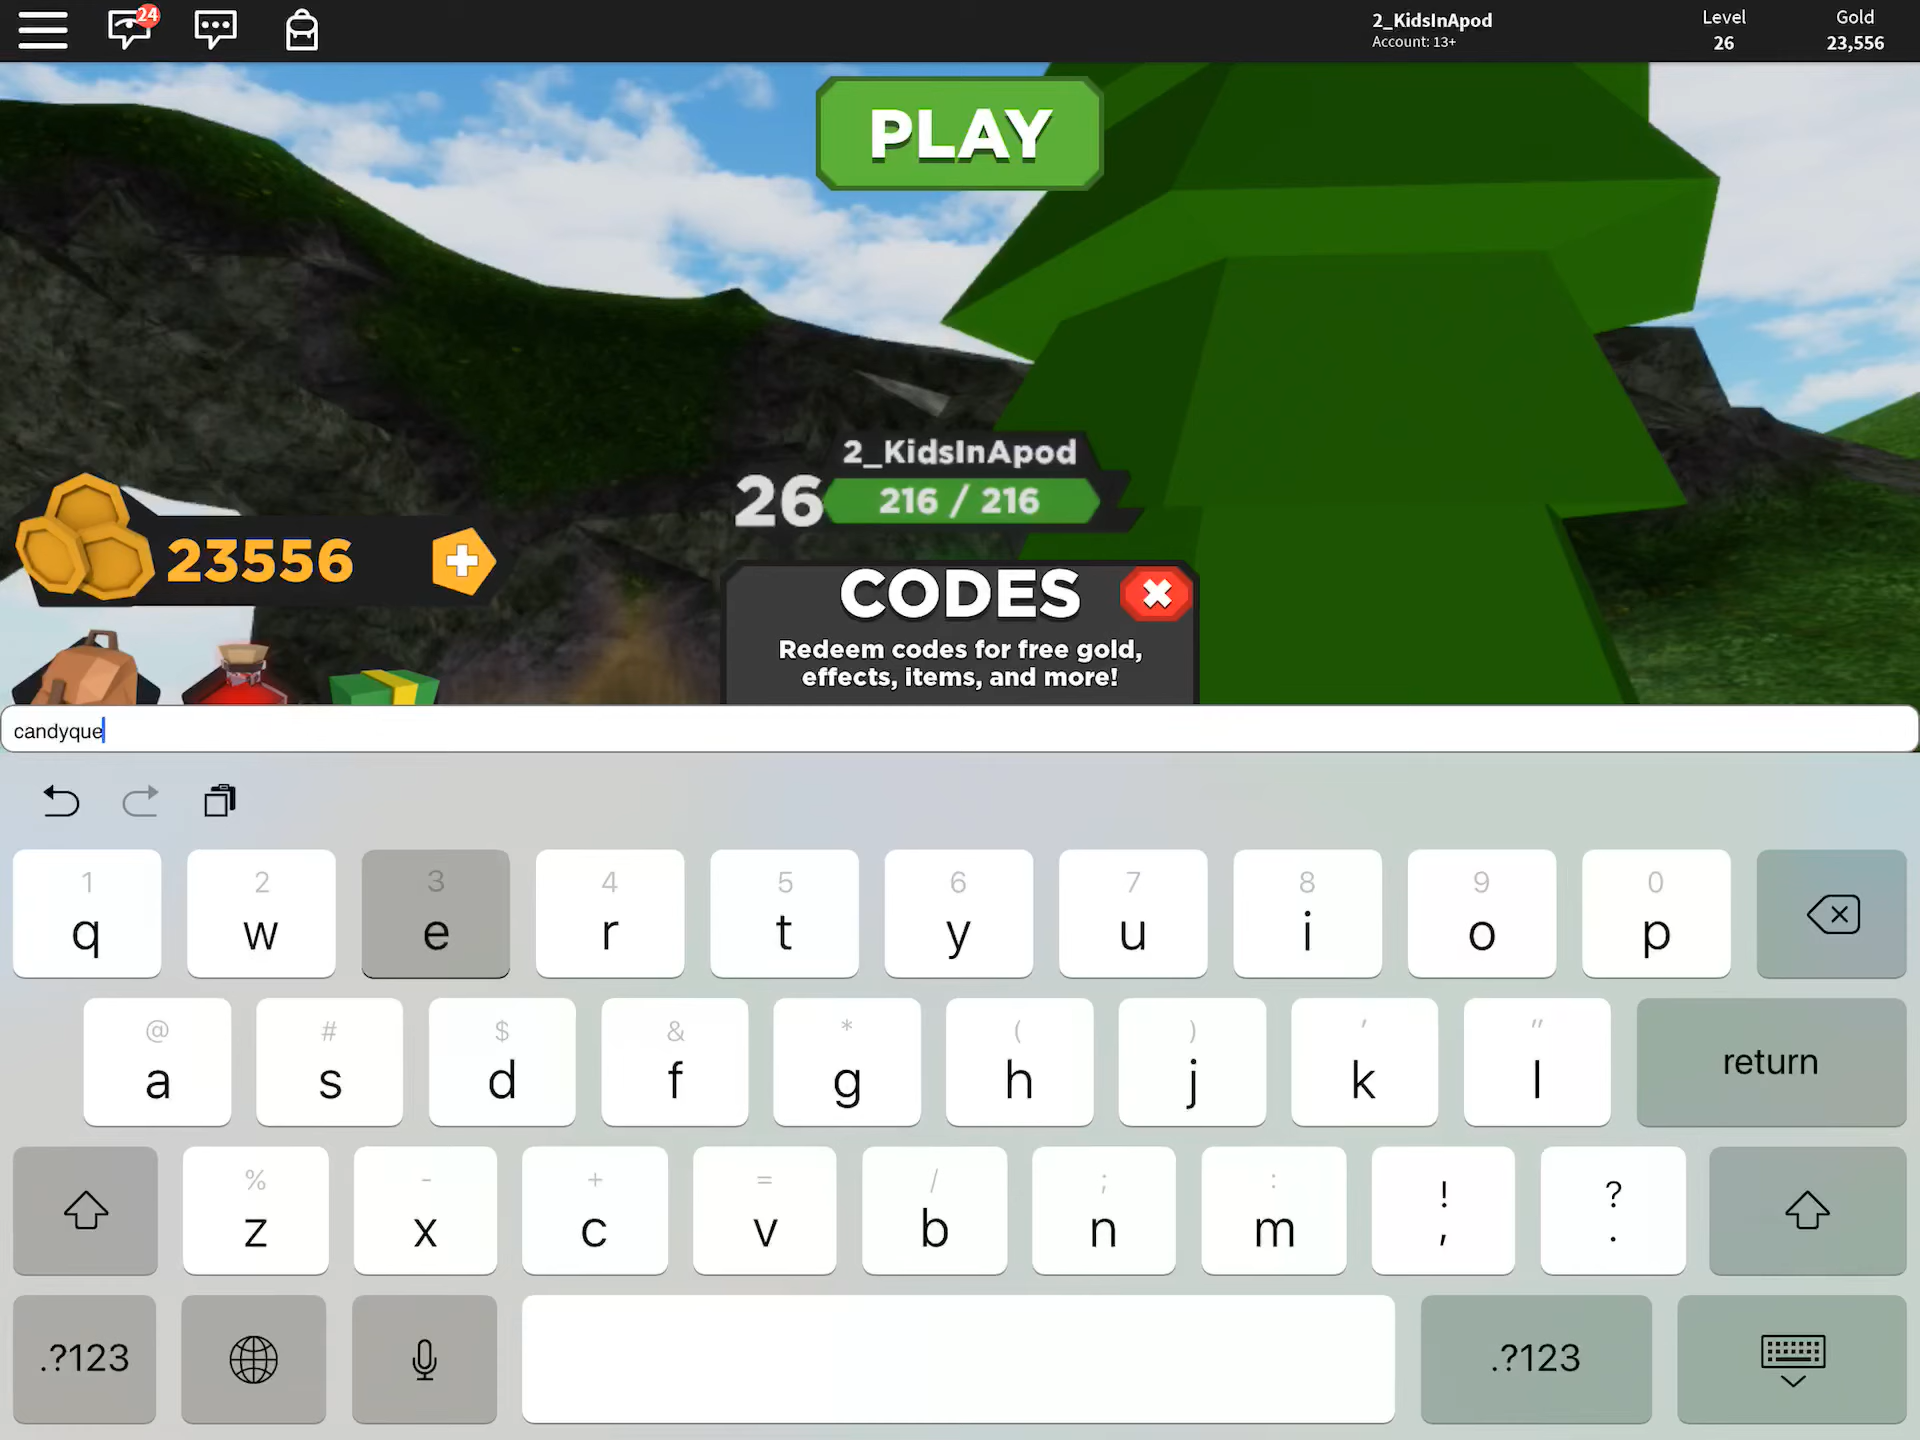 24
2_KidsInApod
Account: 13+
Level
26
Gold
23,556
PLAY
2_KidsInApod
26
216 / 216
23556
CODES
Redeem codes for free gold,
effects, items, and more!
candyque
1 2 3 4 5 6 7 8 9 0
q w e r t y u i o p
@ # $ & * ( ) ' "
a s d f g h j k l
return
% - + = / ; : ! ?
z x c v b n m , .
.?123
.?123